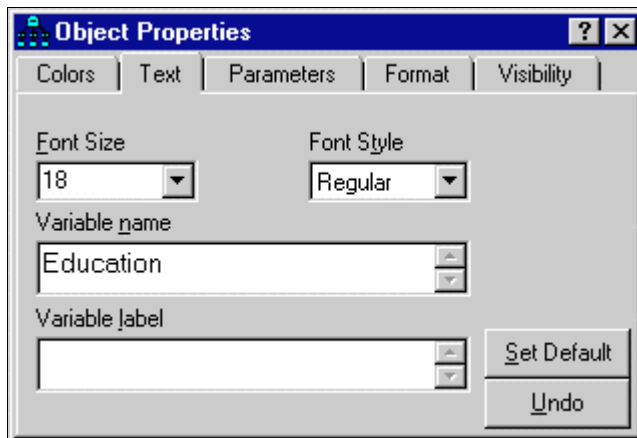 Object Properties
Colors Text Parameters Format Visibility
Font Size Font Style
18 Regular
Variable name
Education
Variable label
Set Default
Undo